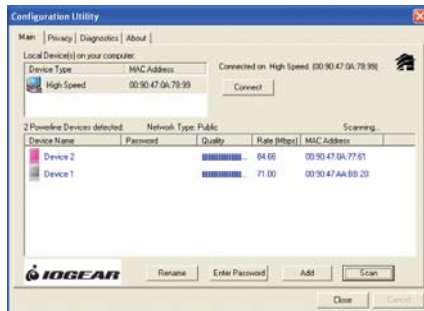 Configuration Utility
Main Privacy Diagnostics About
Local Device(s) on your computer:
Device Type MAC Address
High Speed 00:90:47:0A:78:99
Connected on High Speed [00:90:47:0A:78:99]
Connect
2 Powerline Devices detected Network Type: Public Scanning...
Device Name Password Quality Rate (Mbps) MAC Address
Device 2 84.66 00:90:47:0A:77:61
Device 1 71.00 00:90:47:AA:BB:20
IOGEAR
Rename Enter Password Add Scan
Close Cancel